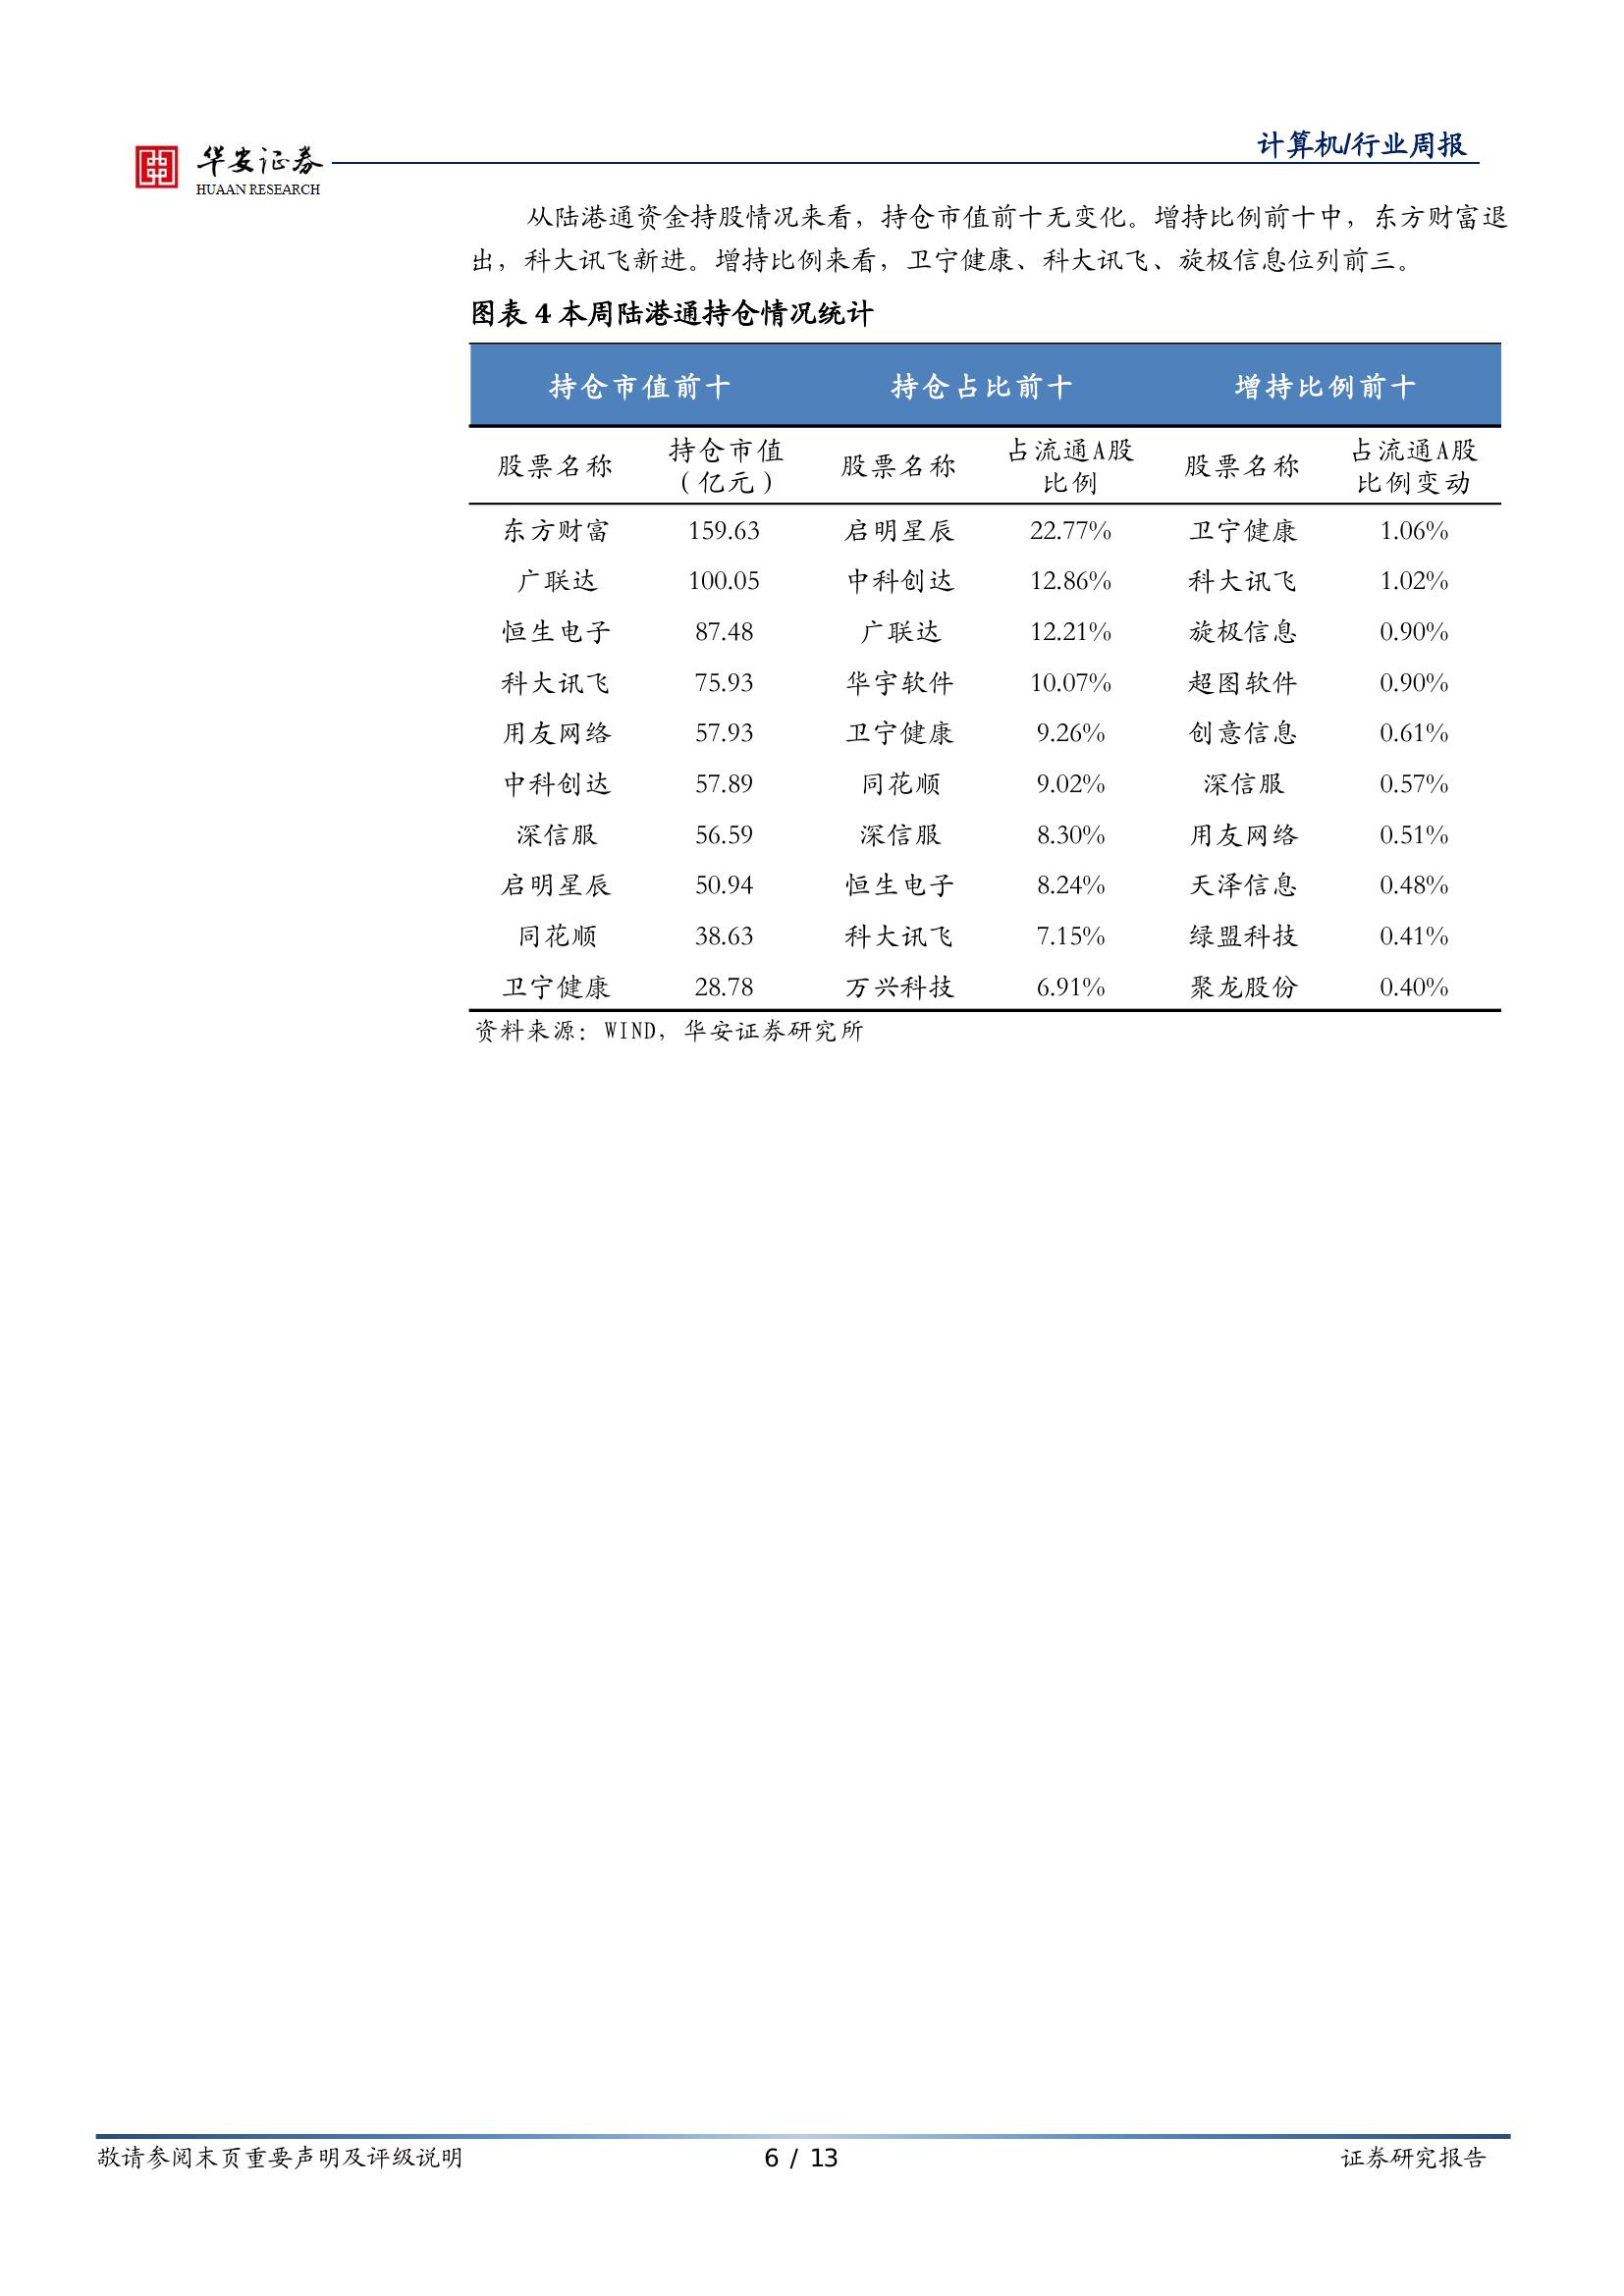 华安证券
HUAAN RESEARCH
计算机/行业周报
从陆港通资金持股情况来看，持仓市值前十无变化。增持比例前十中，东方财富退
出，科大讯飞新进。增持比例来看，卫宁健康、科大讯飞、旋极信息位列前三。
图表 4 本周陆港通持仓情况统计
持仓市值前十 持仓占比前十 增持比例前十
股票名称 持仓市值（亿元） 股票名称 占流通A股比例 股票名称 占流通A股比例变动
东方财富 159.63 启明星辰 22.77% 卫宁健康 1.06%
广联达 100.05 中科创达 12.86% 科大讯飞 1.02%
恒生电子 87.48 广联达 12.21% 旋极信息 0.90%
科大讯飞 75.93 华宇软件 10.07% 超图软件 0.90%
用友网络 57.93 卫宁健康 9.26% 创意信息 0.61%
中科创达 57.89 同花顺 9.02% 深信服 0.57%
深信服 56.59 深信服 8.30% 用友网络 0.51%
启明星辰 50.94 恒生电子 8.24% 天泽信息 0.48%
同花顺 38.63 科大讯飞 7.15% 绿盟科技 0.41%
卫宁健康 28.78 万兴科技 6.91% 聚龙股份 0.40%
资料来源：WIND，华安证券研究所
敬请参阅末页重要声明及评级说明 6 / 13 证券研究报告